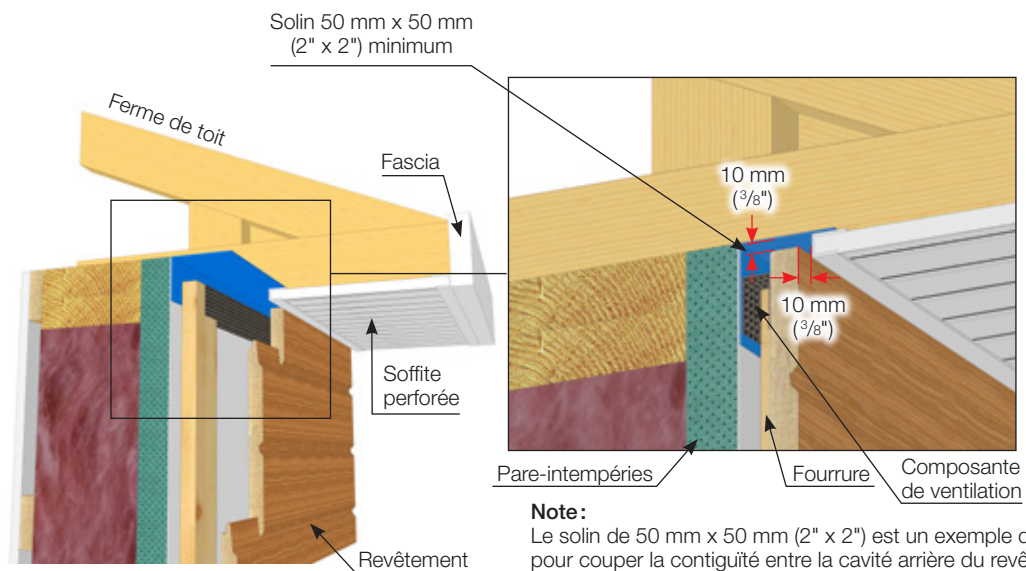 Solin 50 mm x 50 mm
(2" x 2") minimum
Ferme de toit
Fascia
10 mm
(3/8")
10 mm
(3/8")
Soffite
perforée
Pare-intempéries
Fourrure
Composante
de ventilation
Revêtement
Note:
Le solin de 50 mm x 50 mm (2" x 2") est un exemple
pour couper la contiguïté entre la cavité arrière du